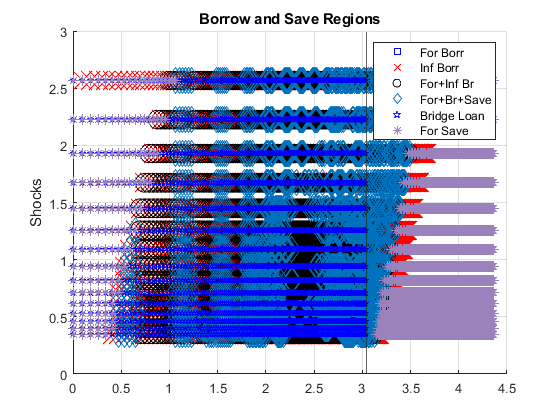 Borrow and Save Regions
3
2.5
2
1.5
1
0.5
0
Shocks
For Borr
Inf Borr
For+Inf Br
For+Br+Save
Bridge Loan
For Save
0 0.5 1 1.5 2 2.5 3 3.5 4 4.5